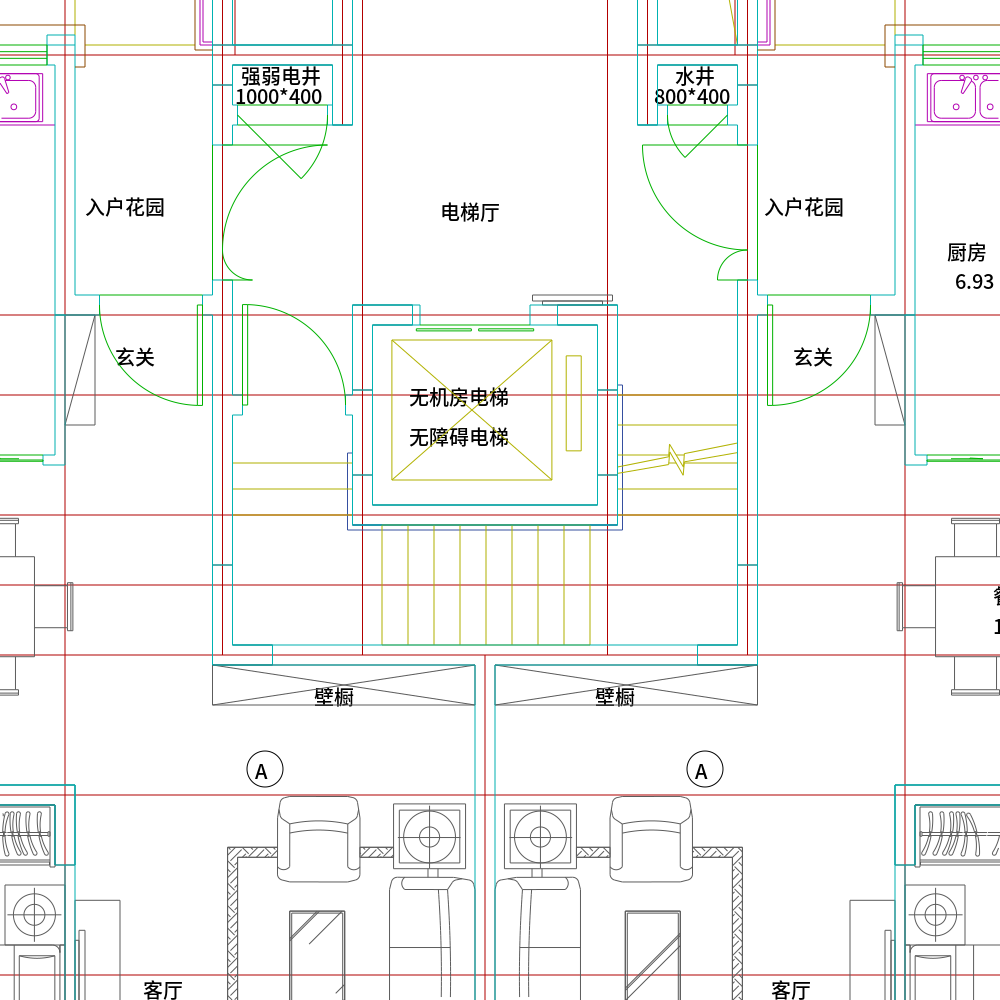 强弱电井
1000*400
水井
800*400
入户花园
电梯厅
入户花园
厨房
6.93
玄关
无机房电梯
无障碍电梯
玄关
壁橱
壁橱
A
A
客厅
客厅